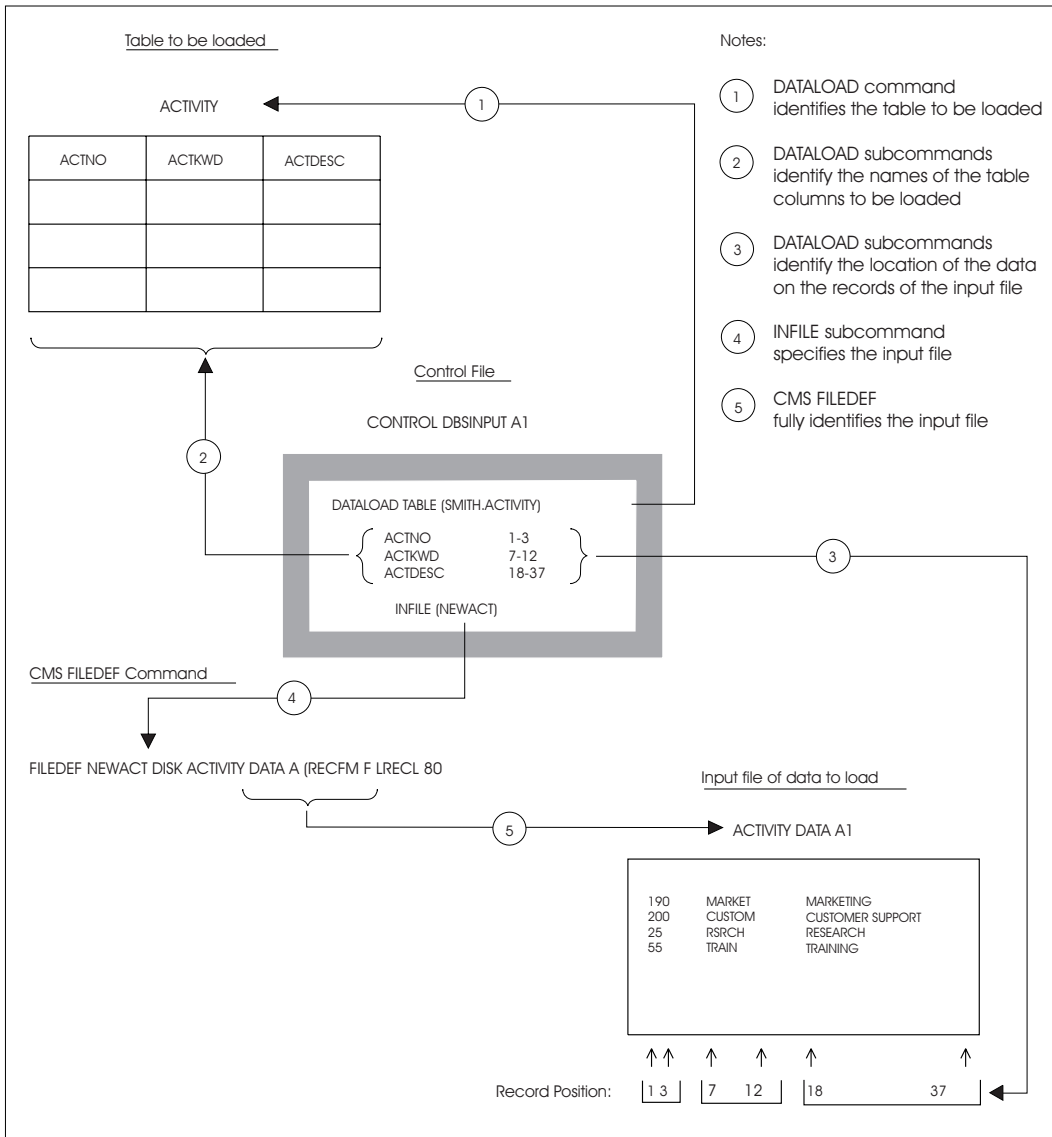 Table to be loaded
ACTIVITY
1
ACTNO ACTKWD ACTDESC
2
Notes:
1 DATALOAD command
identifies the table to be loaded
2 DATALOAD subcommands
identify the names of the table
columns to be loaded
3 DATALOAD subcommands
identify the location of the data
on the records of the input file
4 INFILE subcommand
specifies the input file
5 CMS FILEDEF
fully identifies the input file
Control File
CONTROL DBSINPUT A1
DATALOAD TABLE (SMITH.ACTIVITY)
ACTNO 1-3
ACTKWD 7-12
ACTDESC 18-37
INFILE (NEWACT)
3
CMS FILEDEF Command
4
FILEDEF NEWACT DISK ACTIVITY DATA A (RECFM F LRECL 80
5
Input file of data to load
ACTIVITY DATA A1
190 MARKET MARKETING
200 CUSTOM CUSTOMER SUPPORT
25 RSRCH RESEARCH
55 TRAIN TRAINING
Record Position: 1 3 7 12 18 37